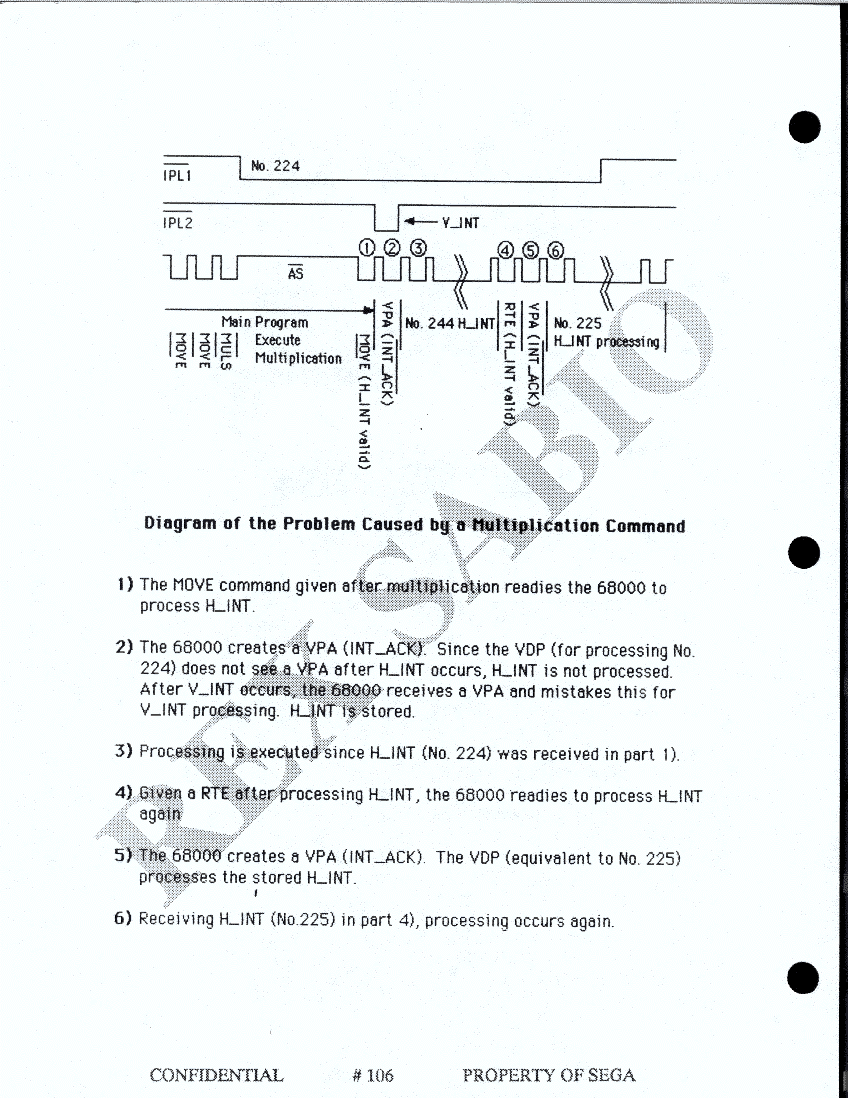 IPL1
No. 224
IPL2
V_INT
① ② ③ ④ ⑤ ⑥
AS
Main Program
Execute
Multiplication
MOVE
MOVE
MULS
MOVE (H_INT valid)
VPA (INT_ACK)
No. 244 H_INT
RTE (H_INT valid)
VPA (INT_ACK)
No. 225
H_INT processing
Diagram of the Problem Caused by a Multiplication Command
1) The MOVE command given after multiplication readies the 68000 to
process H_INT.
2) The 68000 creates a VPA (INT_ACK). Since the VDP (for processing No.
224) does not see a VPA after H_INT occurs, H_INT is not processed.
After V_INT occurs, the 68000 receives a VPA and mistakes this for
V_INT processing. H_INT is stored.
3) Processing is executed since H_INT (No. 224) was received in part 1).
4) Given a RTE after processing H_INT, the 68000 readies to process H_INT
again
5) The 68000 creates a VPA (INT_ACK). The VDP (equivalent to No. 225)
processes the stored H_INT.
6) Receiving H_INT (No.225) in part 4), processing occurs again.
REX SABIO
CONFIDENTIAL # 106 PROPERTY OF SEGA